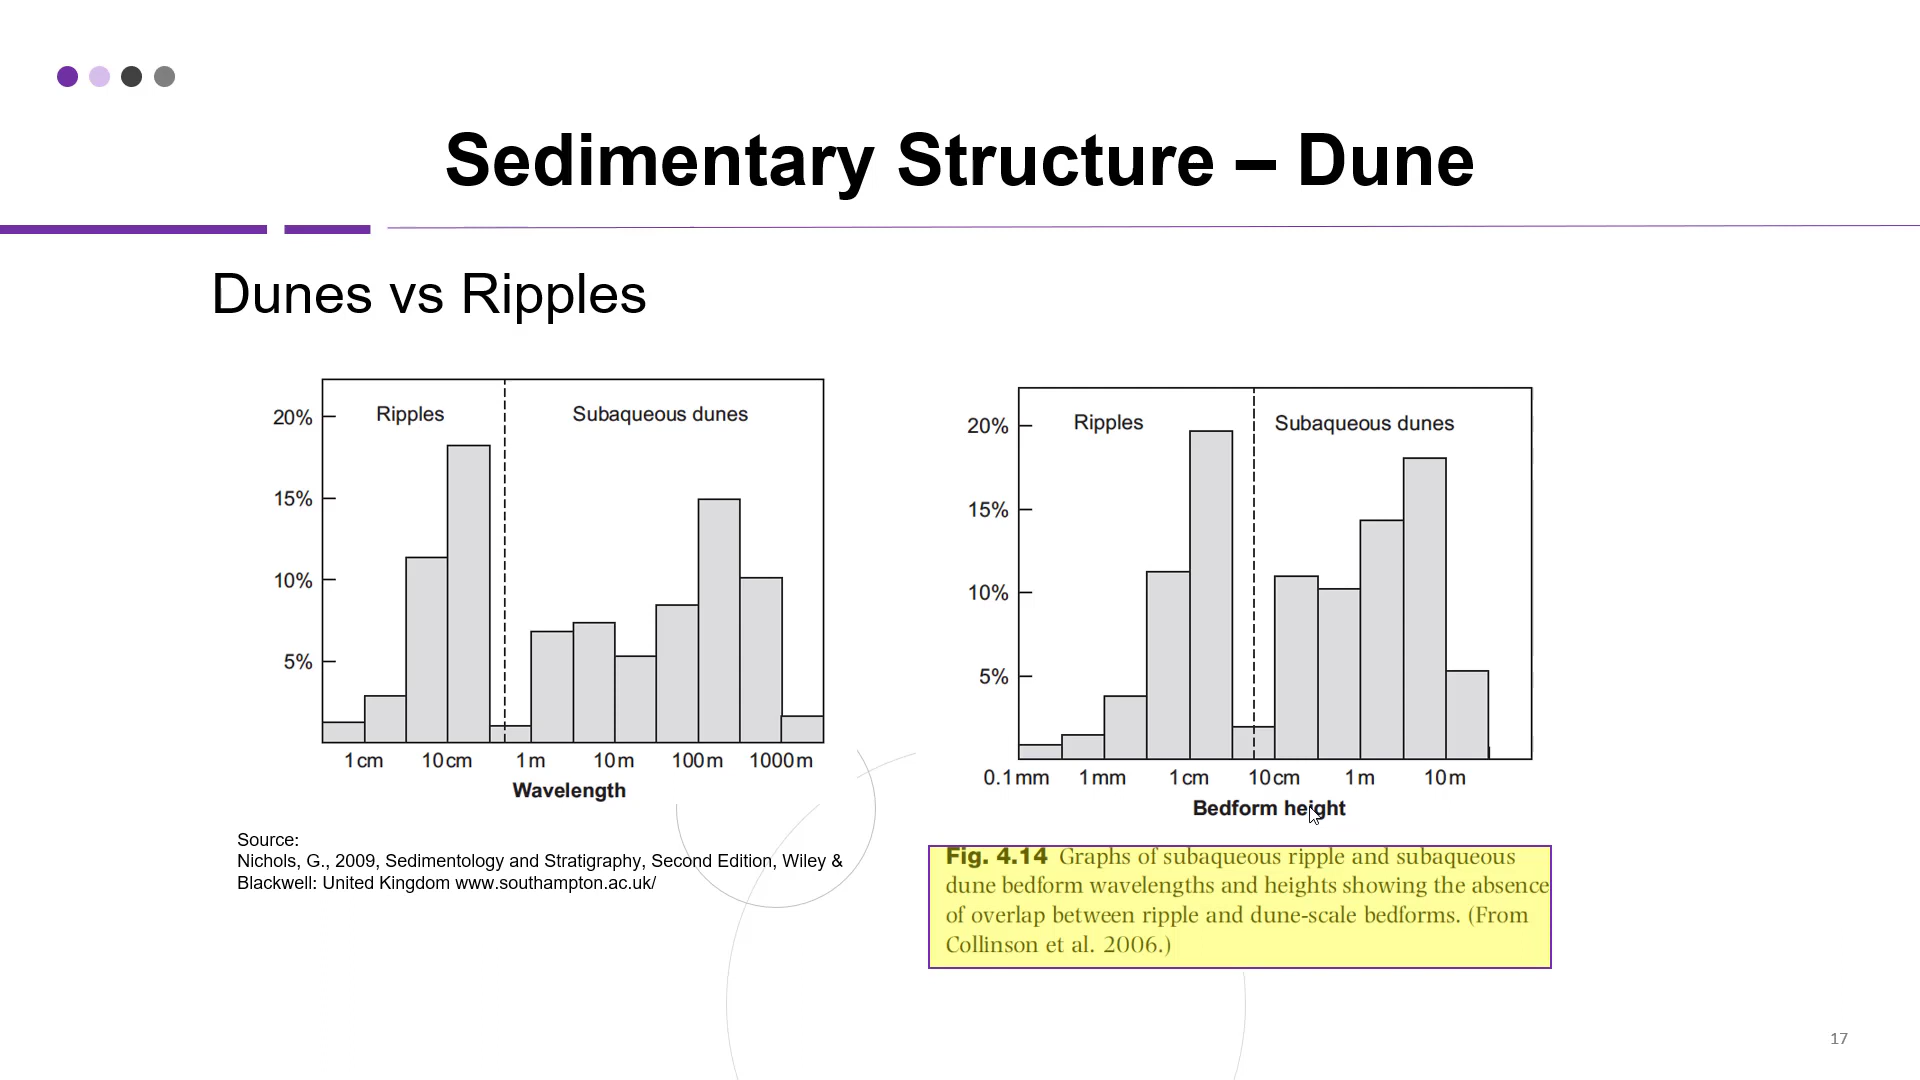 Sedimentary Structure – Dune
Dunes vs Ripples
20%
15%
10%
5%
Ripples
Subaqueous dunes
1 cm
10 cm
1 m
10 m
100 m
1000 m
Wavelength
20%
15%
10%
5%
Ripples
Subaqueous dunes
0.1 mm
1 mm
1 cm
10 cm
1 m
10 m
Bedform height
Source:
Nichols, G., 2009, Sedimentology and Stratigraphy, Second Edition, Wiley &
Blackwell: United Kingdom www.southampton.ac.uk/
Fig. 4.14 Graphs of subaqueous ripple and subaqueous
dune bedform wavelengths and heights showing the absence
of overlap between ripple and dune-scale bedforms. (From
Collinson et al. 2006.)
17